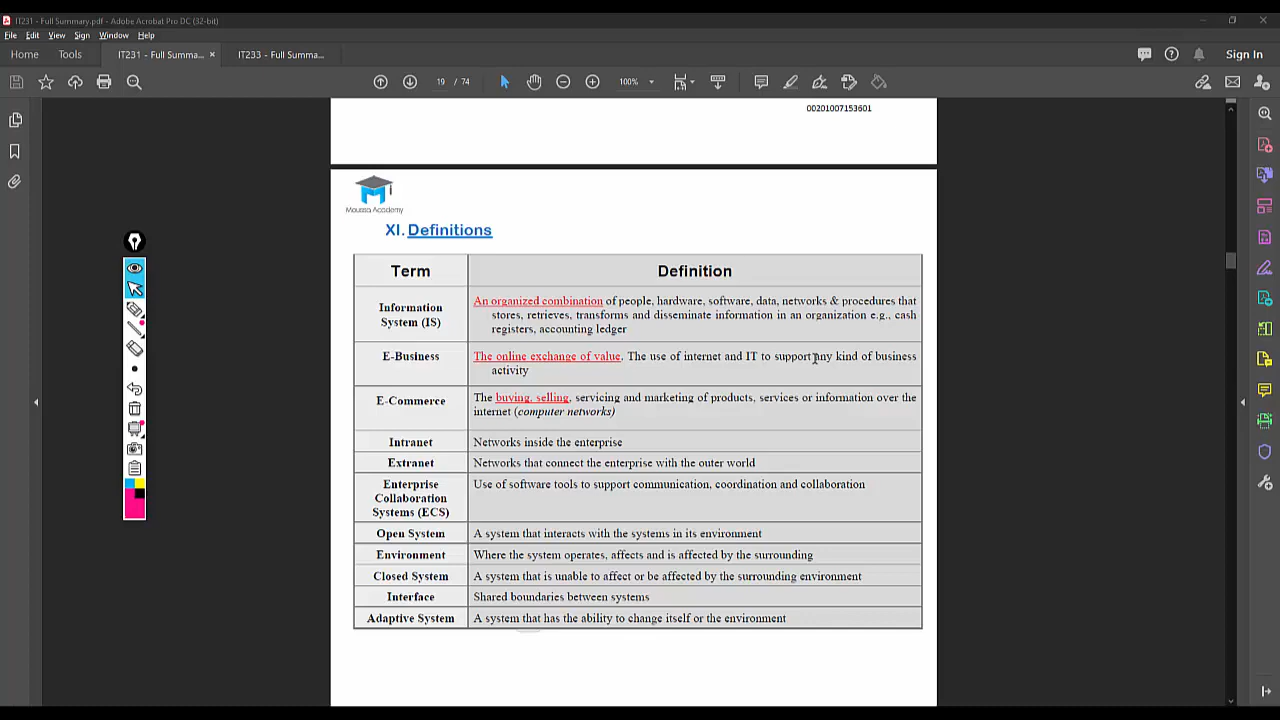 IT231 - Full Summary.pdf - Adobe Acrobat Pro DC (32-bit)
File Edit View Sign Window Help
Home Tools IT231 - Full Summa... × IT233 - Full Summa... Sign In
19 / 74 100%
00201007153601
Moussa Academy
XI. Definitions
Term Definition
Information System (IS) An organized combination of people, hardware, software, data, networks & procedures that
stores, retrieves, transforms and disseminate information in an organization e.g., cash
registers, accounting ledger
E-Business The online exchange of value. The use of internet and IT to support any kind of business
activity
E-Commerce The buying, selling, servicing and marketing of products, services or information over the
internet (computer networks)
Intranet Networks inside the enterprise
Extranet Networks that connect the enterprise with the outer world
Enterprise Collaboration Systems (ECS) Use of software tools to support communication, coordination and collaboration
Open System A system that interacts with the systems in its environment
Environment Where the system operates, affects and is affected by the surrounding
Closed System A system that is unable to affect or be affected by the surrounding environment
Interface Shared boundaries between systems
Adaptive System A system that has the ability to change itself or the environment